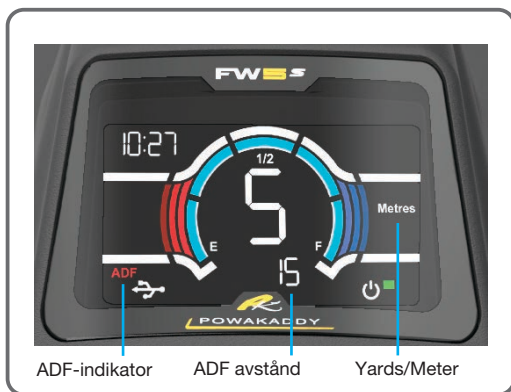 FW5s
10:27
1/2
5
Metres
E
F
ADF
15
POWAKADDY
ADF-indikator
ADF avstånd
Yards/Meter